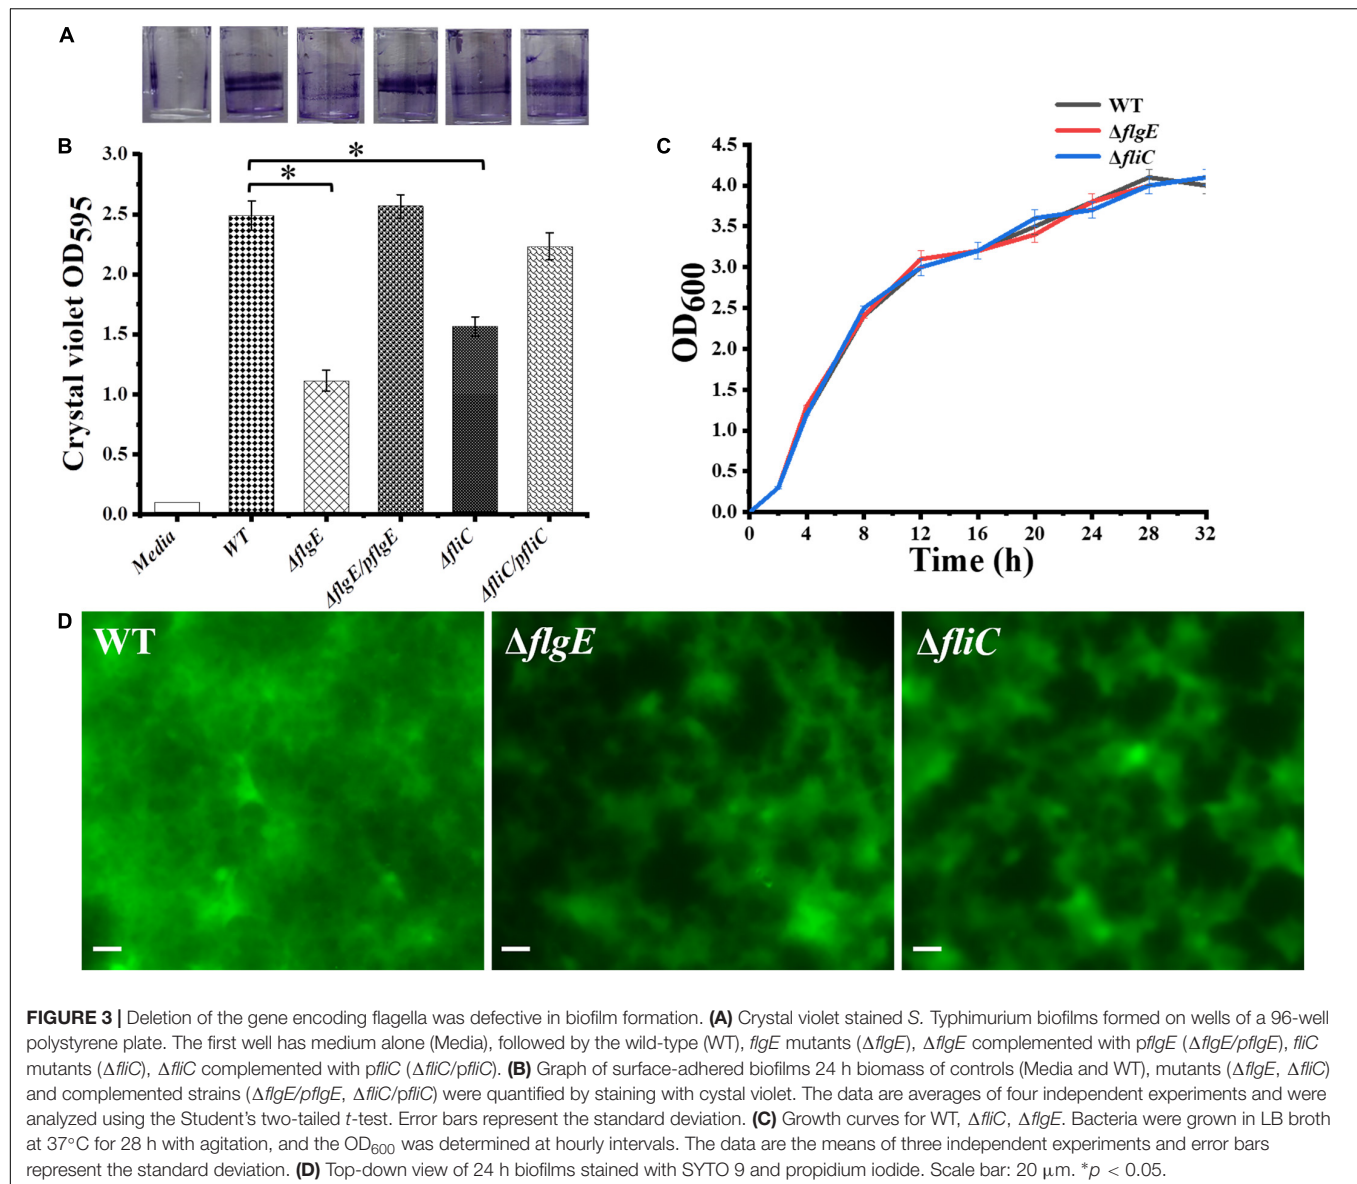 A
B
3.0
2.5
2.0
1.5
1.0
0.5
0.0
Crystal violet OD595
*
*
Media
WT
ΔflgE
ΔflgE/pflgE
ΔfliC
ΔfliC/pfliC
C
WT
ΔflgE
ΔfliC
4.5
4.0
3.5
3.0
2.5
2.0
1.5
1.0
0.5
0.0
OD600
0 4 8 12 16 20 24 28 32
Time (h)
D
WT
ΔflgE
ΔfliC
FIGURE 3 | Deletion of the gene encoding flagella was defective in biofilm formation. (A) Crystal violet stained S. Typhimurium biofilms formed on wells of a 96-well
polystyrene plate. The first well has medium alone (Media), followed by the wild-type (WT), flgE mutants (ΔflgE), ΔflgE complemented with pflgE (ΔflgE/pflgE), fliC
mutants (ΔfliC), ΔfliC complemented with pfliC (ΔfliC/pfliC). (B) Graph of surface-adhered biofilms 24 h biomass of controls (Media and WT), mutants (ΔflgE, ΔfliC)
and complemented strains (ΔflgE/pflgE, ΔfliC/pfliC) were quantified by staining with cystal violet. The data are averages of four independent experiments and were
analyzed using the Student's two-tailed t-test. Error bars represent the standard deviation. (C) Growth curves for WT, ΔfliC, ΔflgE. Bacteria were grown in LB broth
at 37°C for 28 h with agitation, and the OD600 was determined at hourly intervals. The data are the means of three independent experiments and error bars
represent the standard deviation. (D) Top-down view of 24 h biofilms stained with SYTO 9 and propidium iodide. Scale bar: 20 μm. *p < 0.05.